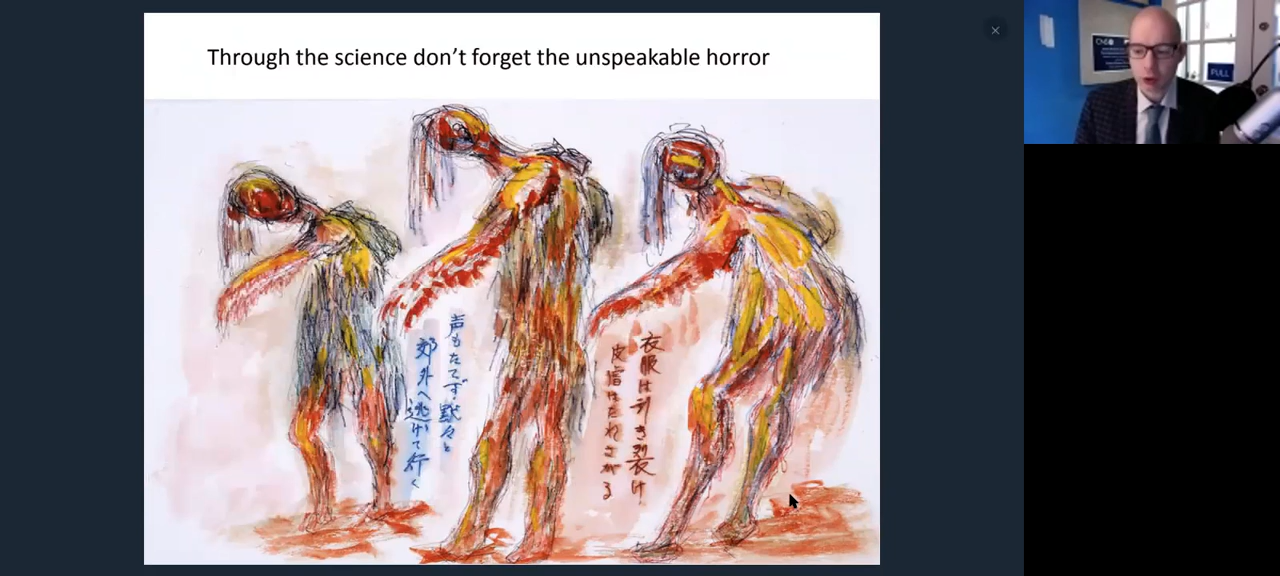 Through the science don’t forget the unspeakable horror
衣服は引き裂け
皮膚はたれさがる
声もたてず黙々と
郊外へ逃げて行く
PULL